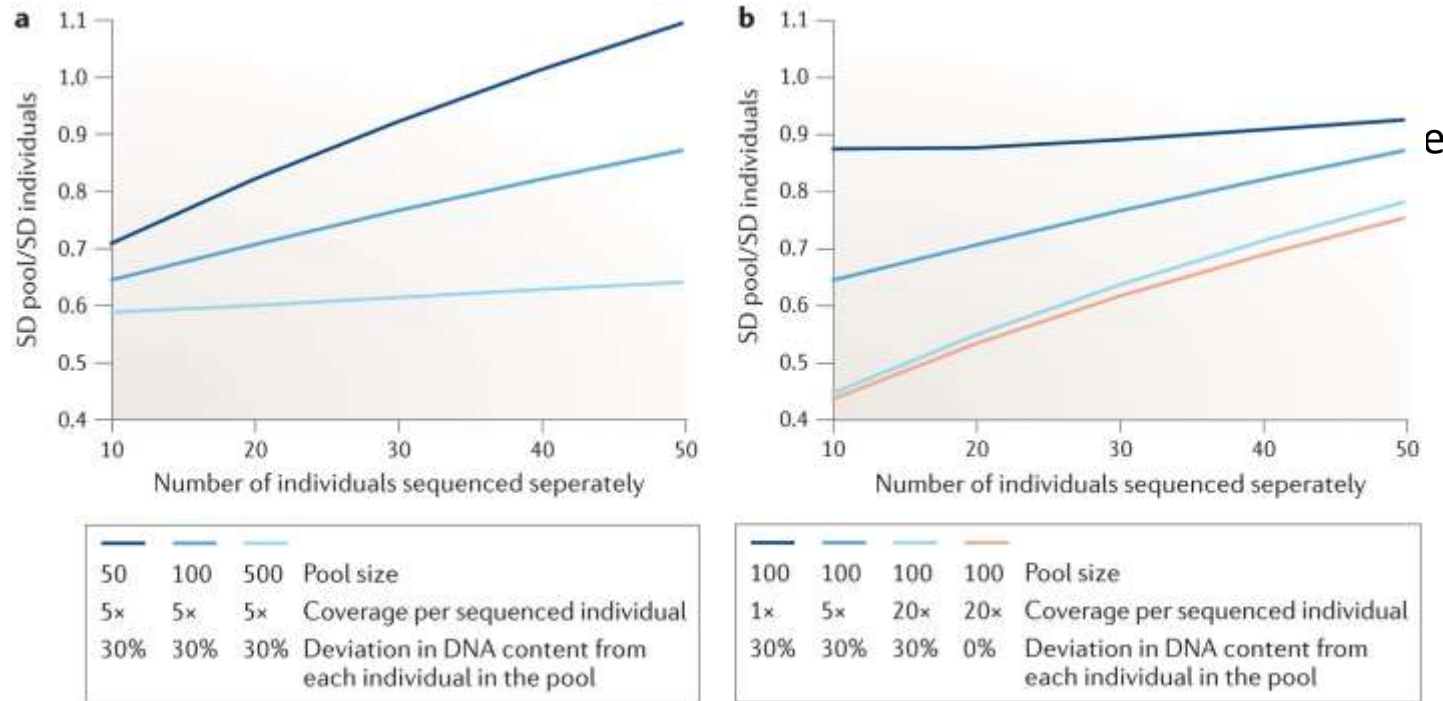 a
1.1
1.0
0.9
0.8
0.7
0.6
0.5
0.4
SD pool/SD individuals
10 20 30 40 50
Number of individuals sequenced seperately
50 100 500 Pool size
5× 5× 5× Coverage per sequenced individual
30% 30% 30% Deviation in DNA content from
each individual in the pool
b
1.1
1.0
0.9
0.8
0.7
0.6
0.5
0.4
SD pool/SD individuals
10 20 30 40 50
Number of individuals sequenced seperately
100 100 100 100 Pool size
1× 5× 20× 20× Coverage per sequenced individual
30% 30% 30% 0% Deviation in DNA content from
each individual in the pool
e